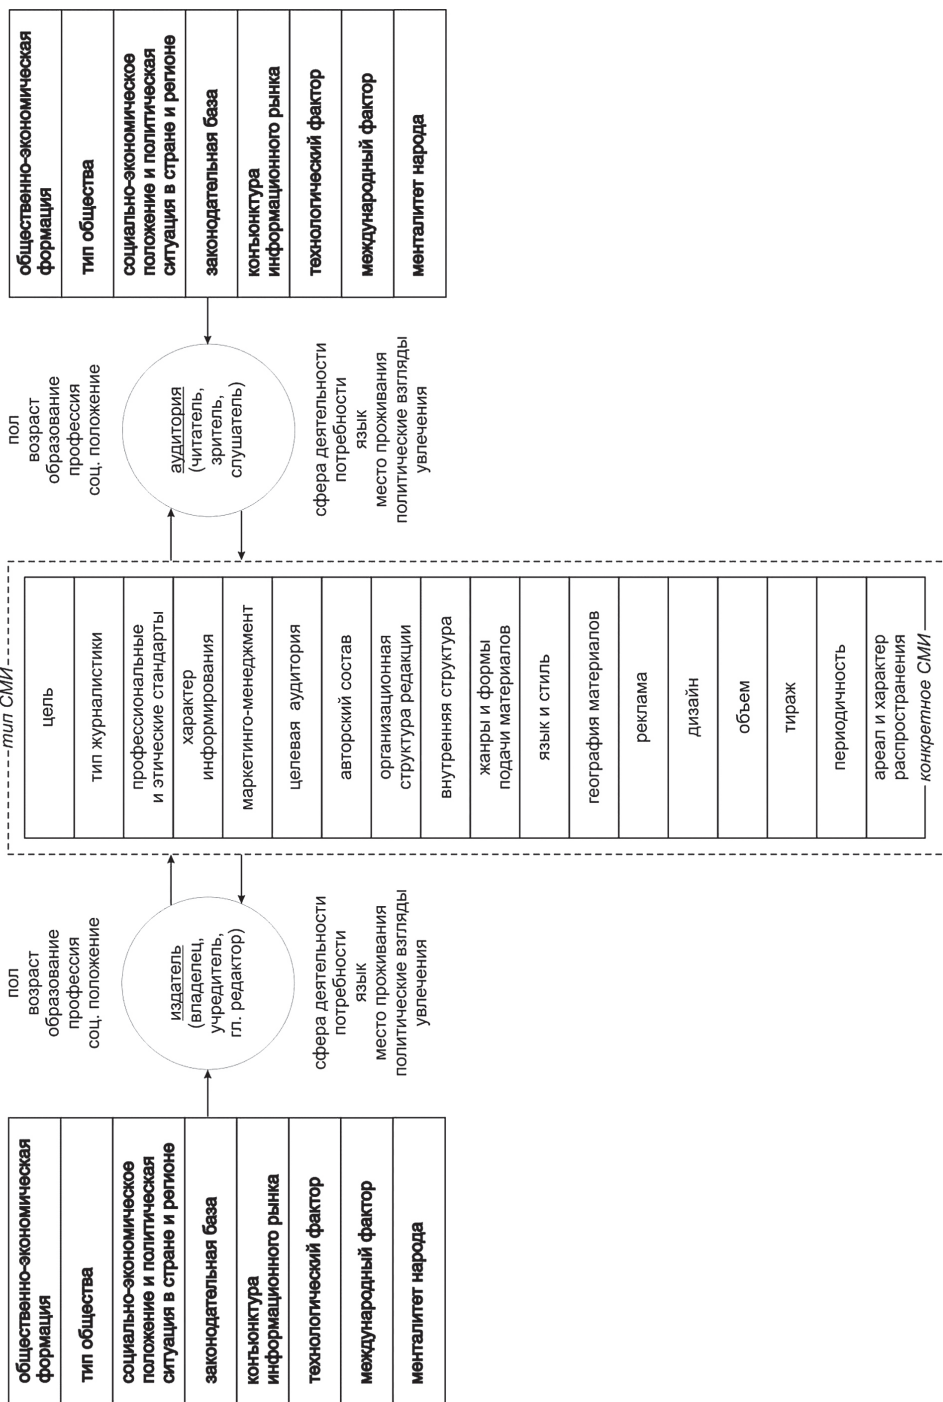 общественно-экономическая
формация
тип общества
социально-экономическое
положение и политическая
ситуация в стране и регионе
законодательная база
конъюнктура
информационного рынка
технологический фактор
международный фактор
менталитет народа
пол
возраст
образование
профессия
соц. положение
издатель
(владелец,
учредитель,
гл. редактор)
сфера деятельности
потребности
язык
место проживания
политические взгляды
увлечения
тип СМИ
цель
тип журналистики
профессиональные
и этические стандарты
характер
информирования
маркетинго-менеджмент
целевая аудитория
авторский состав
организационная
структура редакции
внутренняя структура
жанры и формы
подачи материалов
язык и стиль
география материалов
реклама
дизайн
объем
тираж
периодичность
ареал и характер
распространения
конкретное СМИ
пол
возраст
образование
профессия
соц. положение
аудитория
(читатель,
зритель,
слушатель)
сфера деятельности
потребности
язык
место проживания
политические взгляды
увлечения
общественно-экономическая
формация
тип общества
социально-экономическое
положение и политическая
ситуация в стране и регионе
законодательная база
конъюнктура
информационного рынка
технологический фактор
международный фактор
менталитет народа